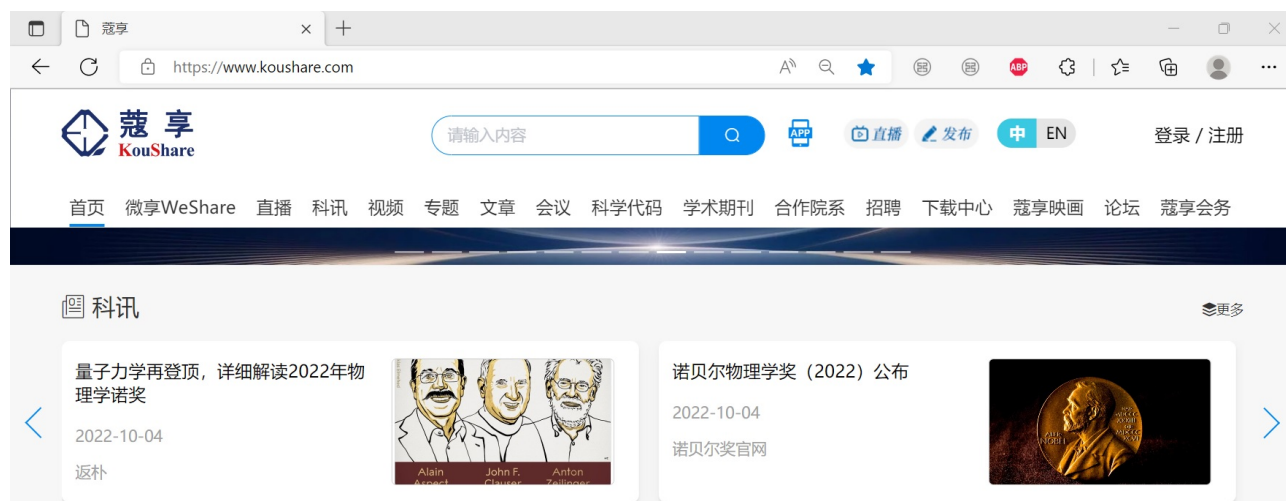 蔻享
https://www.koushare.com
ABP
蔻享
KouShare
请输入内容
APP
直播
发布
中 EN
登录 / 注册
首页 微享WeShare 直播 科讯 视频 专题 文章 会议 科学代码 学术期刊 合作院系 招聘 下载中心 蔻享映画 论坛 蔻享会务
科讯
更多
量子力学再登顶，详细解读2022年物
理学诺奖
2022-10-04
返朴
Alain
Aspect
John F.
Clauser
Anton
Zeilinger
诺贝尔物理学奖（2022）公布
2022-10-04
诺贝尔奖官网